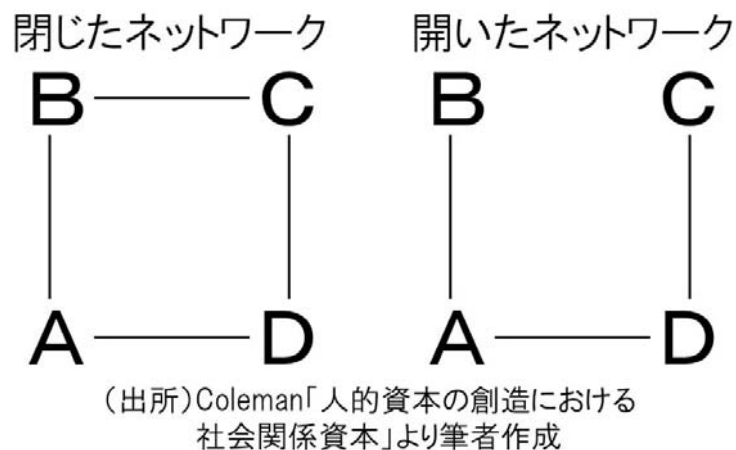 閉じたネットワーク 開いたネットワーク
B C B C
A D A D
(出所)Coleman「人的資本の創造における
社会関係資本」より筆者作成